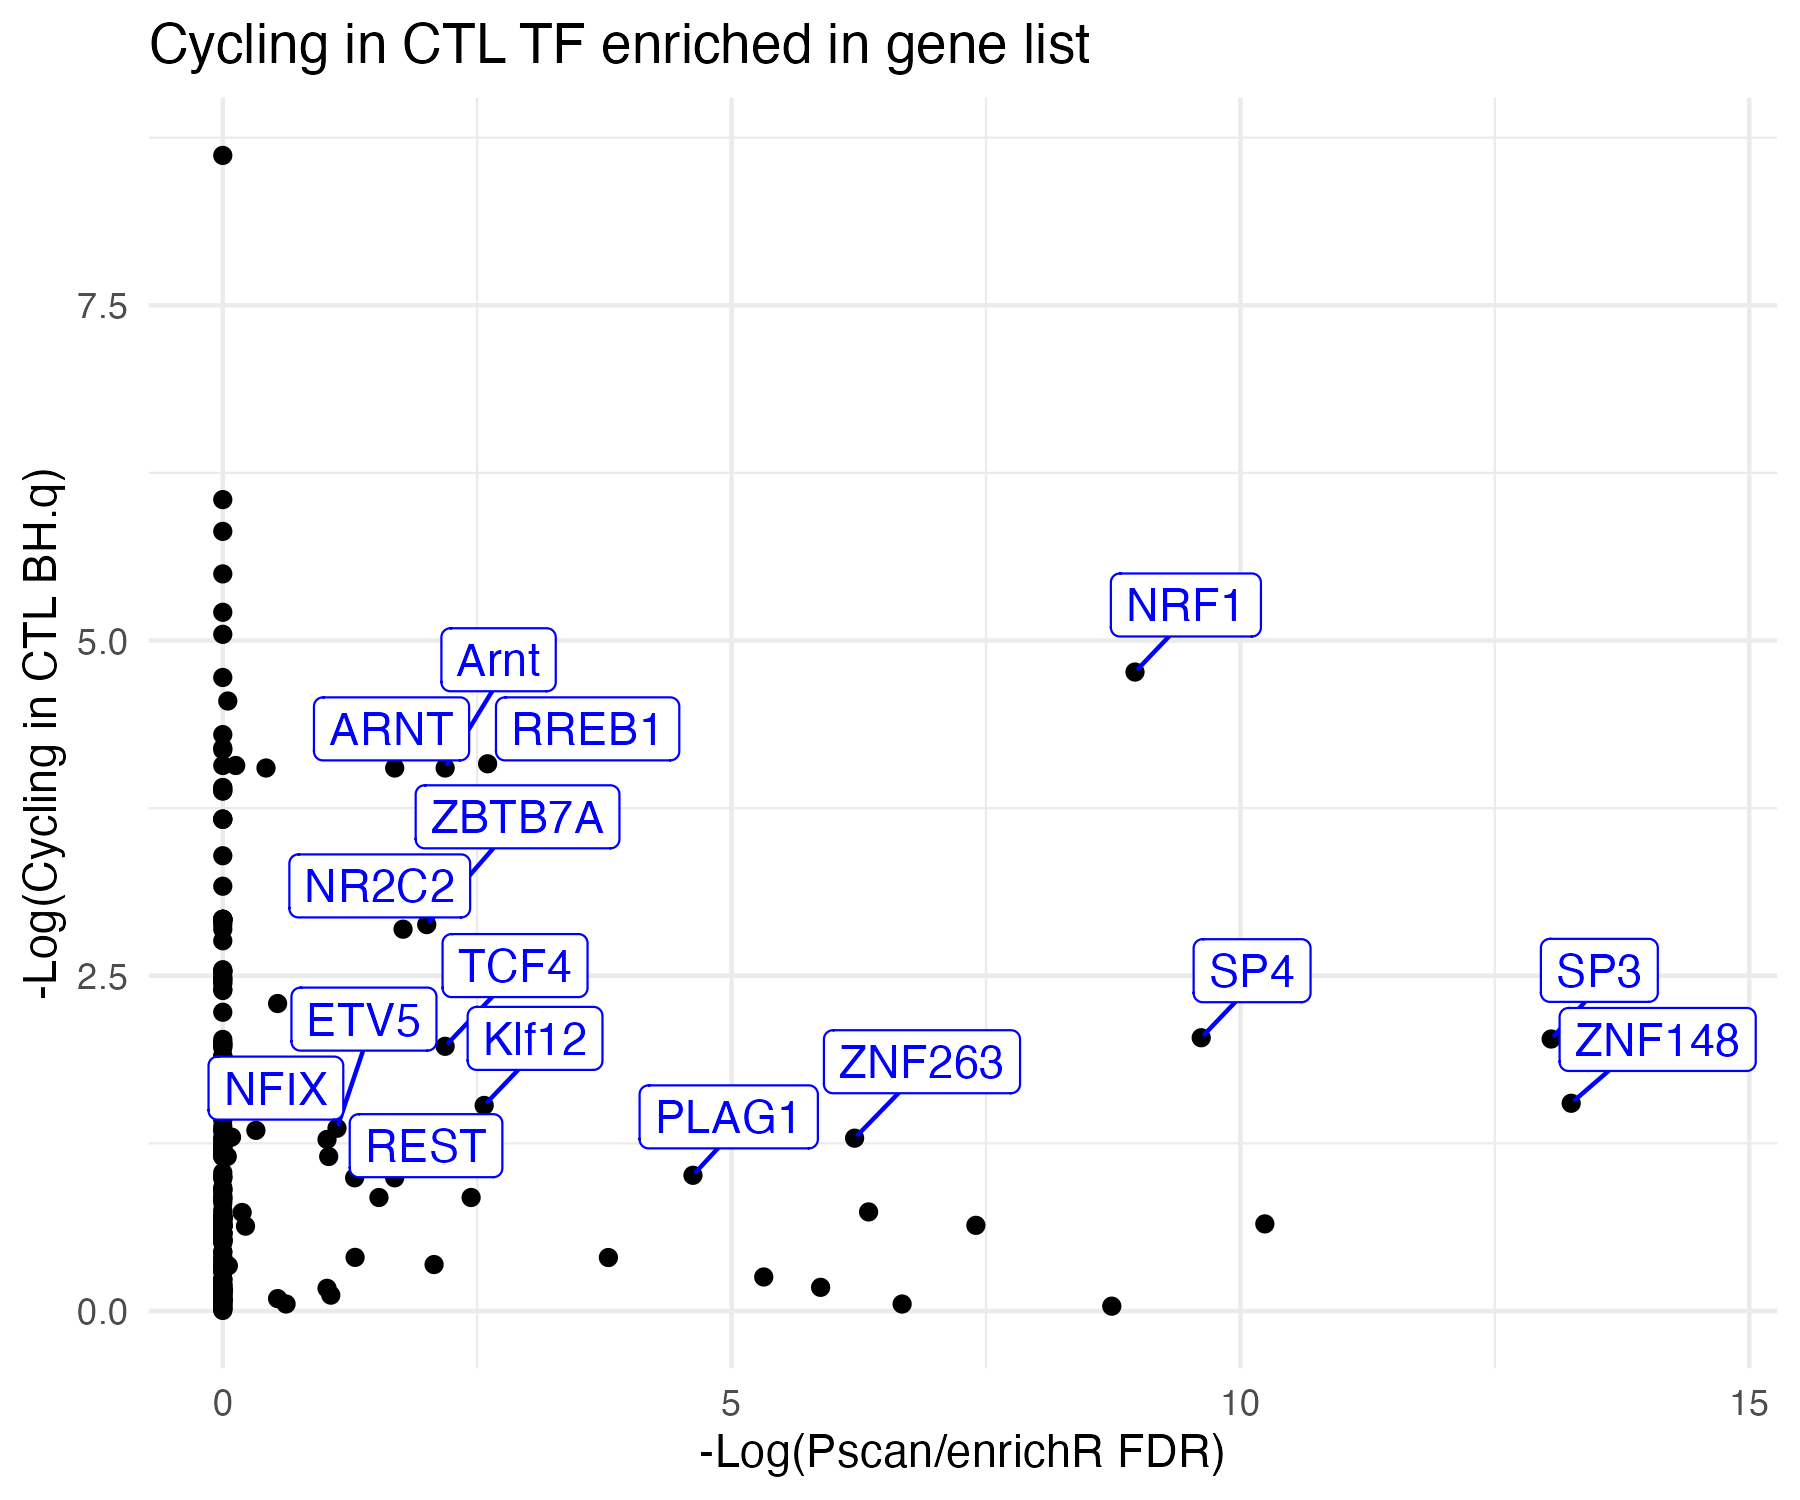 Cycling in CTL TF enriched in gene list
-Log(Cycling in CTL BH.q)
7.5
5.0
2.5
0.0
NRF1
Arnt
ARNT
RREB1
ZBTB7A
NR2C2
TCF4
SP4
SP3
ETV5
Klf12
ZNF148
ZNF263
NFIX
PLAG1
REST
0
5
10
15
-Log(Pscan/enrichR FDR)